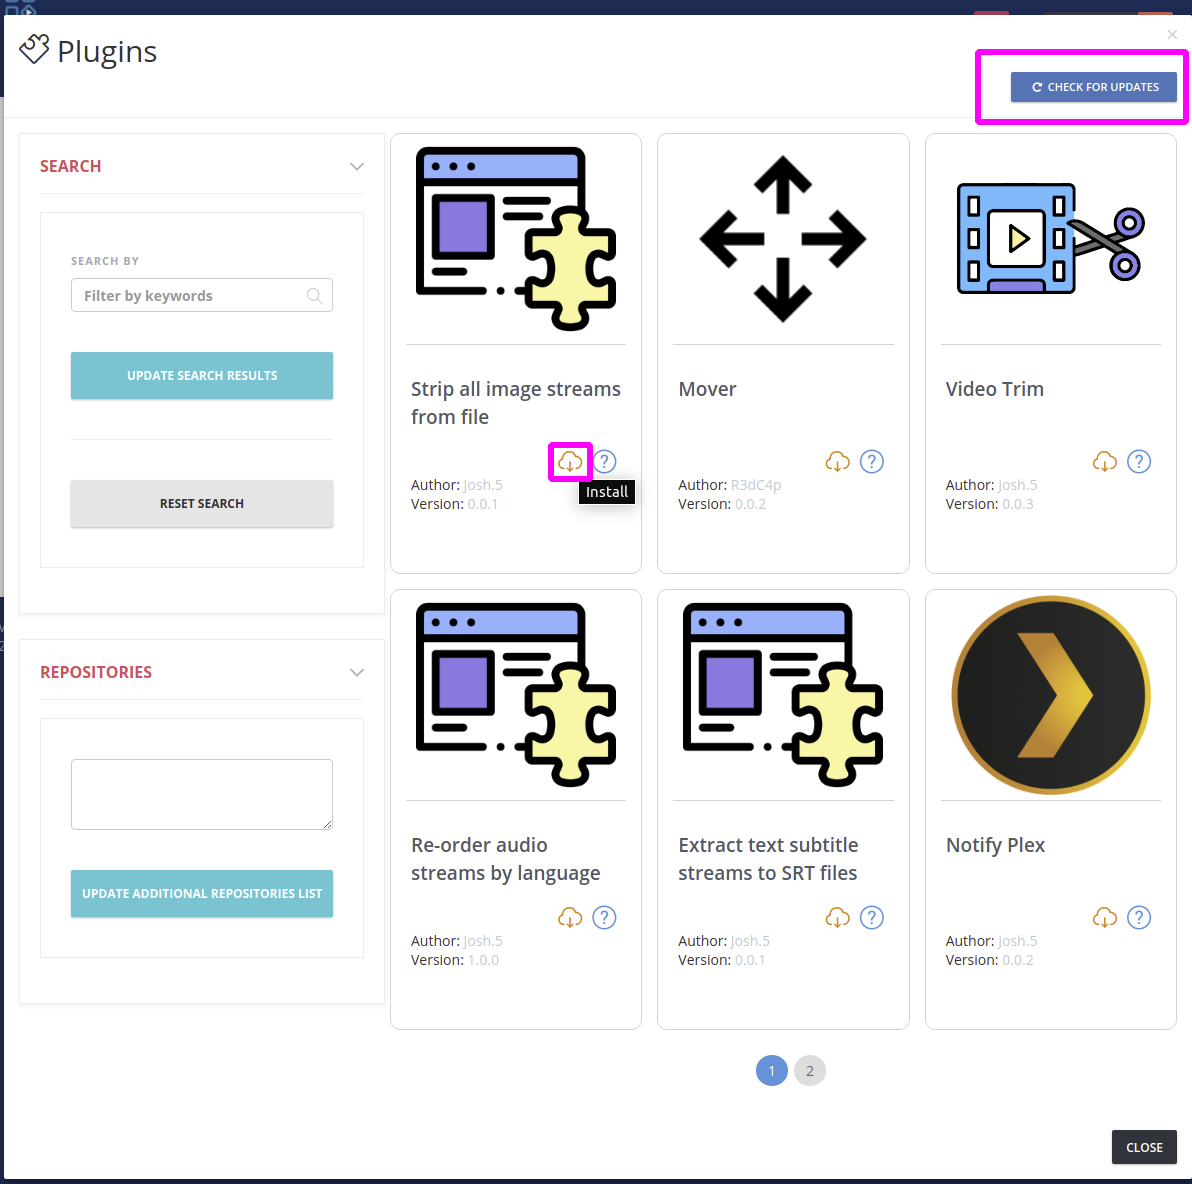 Plugins
CHECK FOR UPDATES
SEARCH
SEARCH BY
Filter by keywords
UPDATE SEARCH RESULTS
RESET SEARCH
REPOSITORIES
UPDATE ADDITIONAL REPOSITORIES LIST
Strip all image streams
from file
Install
Author: Josh.5
Version: 0.0.1
Mover
Author: R3dC4p
Version: 0.0.2
Video Trim
Author: Josh.5
Version: 0.0.3
Re-order audio
streams by language
Author: Josh.5
Version: 1.0.0
Extract text subtitle
streams to SRT files
Author: Josh.5
Version: 0.0.1
Notify Plex
Author: Josh.5
Version: 0.0.2
1 2
CLOSE